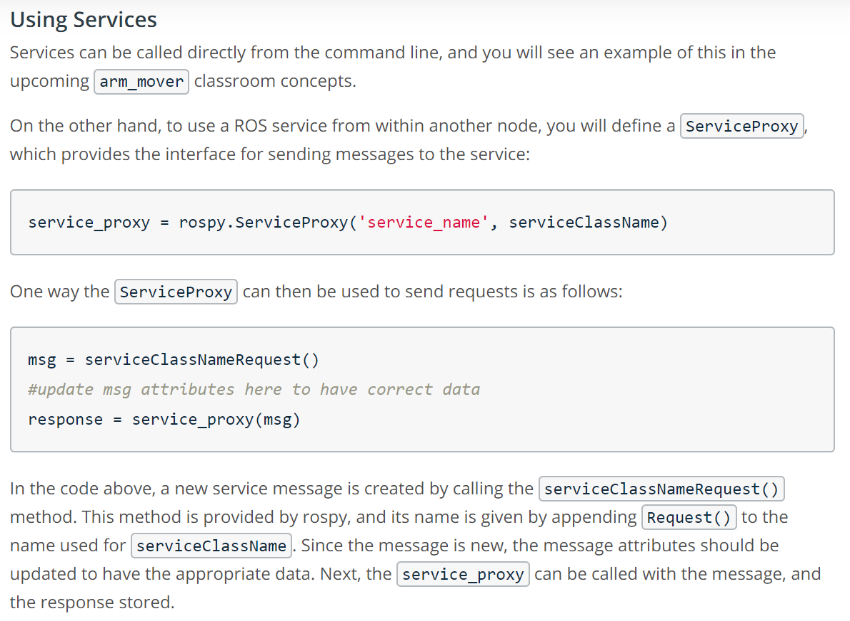 Using Services
Services can be called directly from the command line, and you will see an example of this in the
upcoming arm_mover classroom concepts.
On the other hand, to use a ROS service from within another node, you will define a ServiceProxy,
which provides the interface for sending messages to the service:
service_proxy = rospy.ServiceProxy('service_name', serviceClassName)
One way the ServiceProxy can then be used to send requests is as follows:
msg = serviceClassNameRequest()
#update msg attributes here to have correct data
response = service_proxy(msg)
In the code above, a new service message is created by calling the serviceClassNameRequest()
method. This method is provided by rospy, and its name is given by appending Request() to the
name used for serviceClassName. Since the message is new, the message attributes should be
updated to have the appropriate data. Next, the service_proxy can be called with the message, and
the response stored.